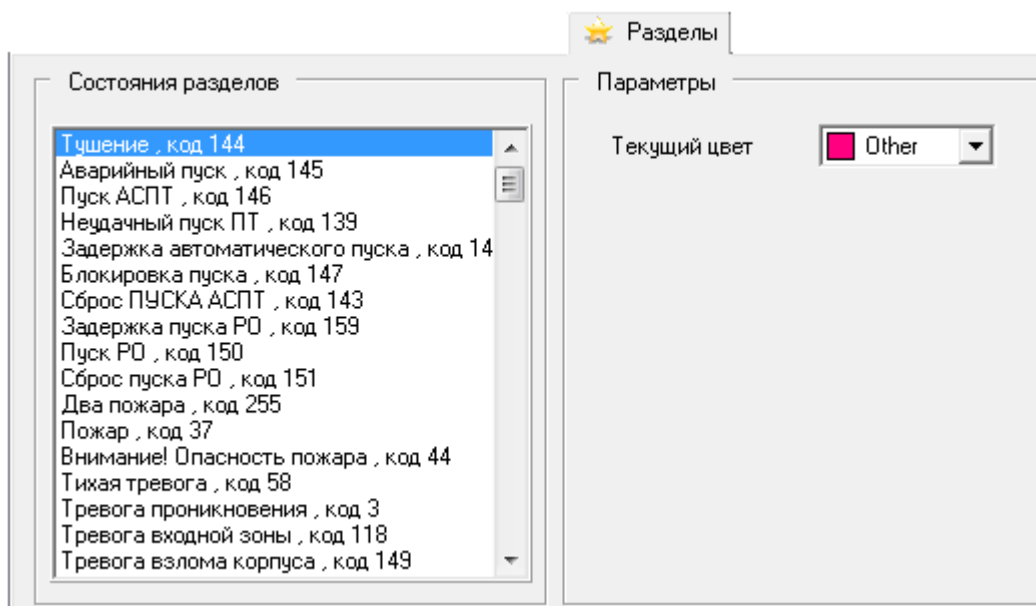 Разделы
Состояния разделов
Параметры
Тушение , код 144
Аварийный пуск , код 145
Пуск АСПТ , код 146
Неудачный пуск ПТ , код 139
Задержка автоматического пуска , код 14
Блокировка пуска , код 147
Сброс ПУСКА АСПТ , код 143
Задержка пуска РО , код 159
Пуск РО , код 150
Сброс пуска РО , код 151
Два пожара , код 255
Пожар , код 37
Внимание! Опасность пожара , код 44
Тихая тревога , код 58
Тревога проникновения , код 3
Тревога входной зоны , код 118
Тревога взлома корпуса , код 149
Текущий цвет
Other